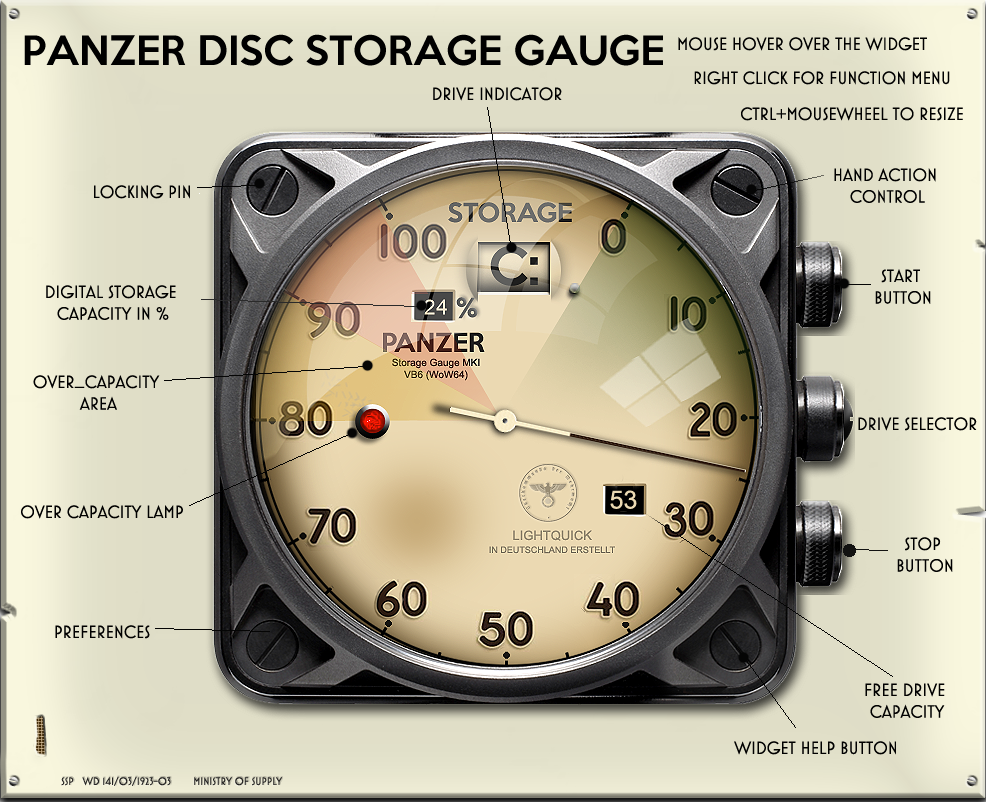 PANZER DISC STORAGE GAUGE
MOUSE HOVER OVER THE WIDGET
RIGHT CLICK FOR FUNCTION MENU
CTRL+MOUSEWHEEL TO RESIZE
DRIVE INDICATOR
LOCKING PIN
HAND ACTION
CONTROL
STORAGE
100
0
C:
DIGITAL STORAGE
CAPACITY IN %
24 %
START
BUTTON
90
10
PANZER
Storage Gauge MKI
VB6 (WoW64)
OVER_CAPACITY
AREA
80
20
DRIVE SELECTOR
OVER CAPACITY LAMP
53
70
30
LIGHTQUICK
IN DEUTSCHLAND ERSTELLT
STOP
BUTTON
60
40
50
PREFERENCES
FREE DRIVE
CAPACITY
WIDGET HELP BUTTON
SSP WD 141/03/1923-03 MINISTRY OF SUPPLY